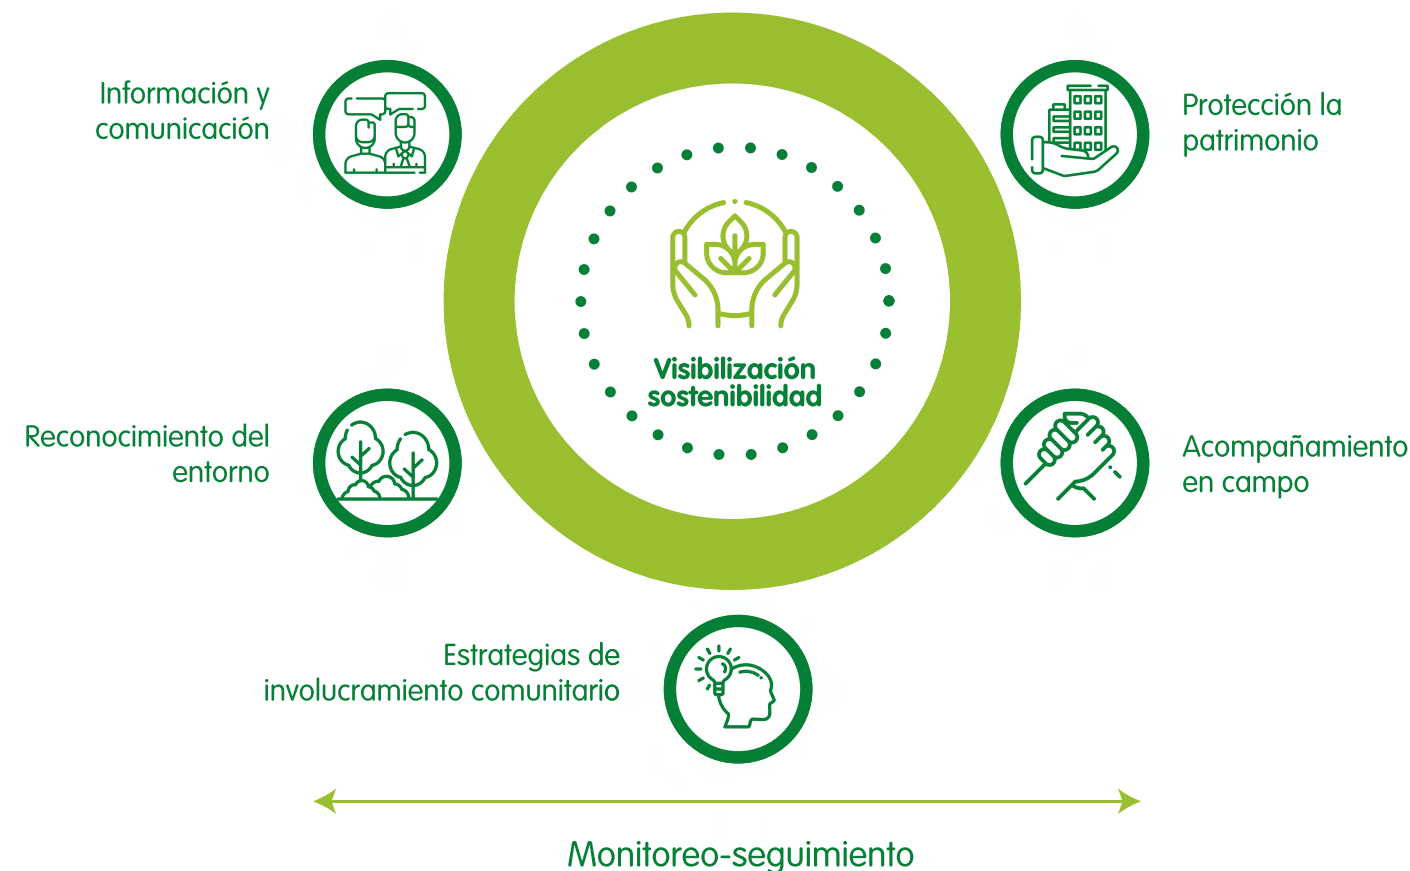 Información y
comunicación
Protección la
patrimonio
Visibilización
sostenibilidad
Reconocimiento del
entorno
Acompañamiento
en campo
Estrategias de
involucramiento comunitario
Monitoreo-seguimiento